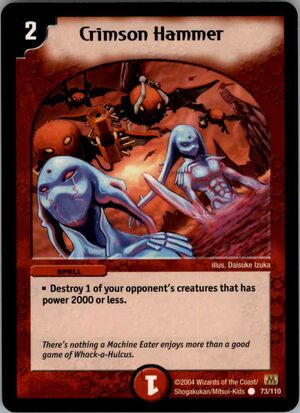 2
Crimson Hammer
illus. Daisuke Izuka
SPELL
▪ Destroy 1 of your opponent's creatures that has
power 2000 or less.
There's nothing a Machine Eater enjoys more than a good
game of Whack-a-Hulcus.
1
©2004 Wizards of the Coast/
Shogakukan/Mitsui-Kids ● 73/110